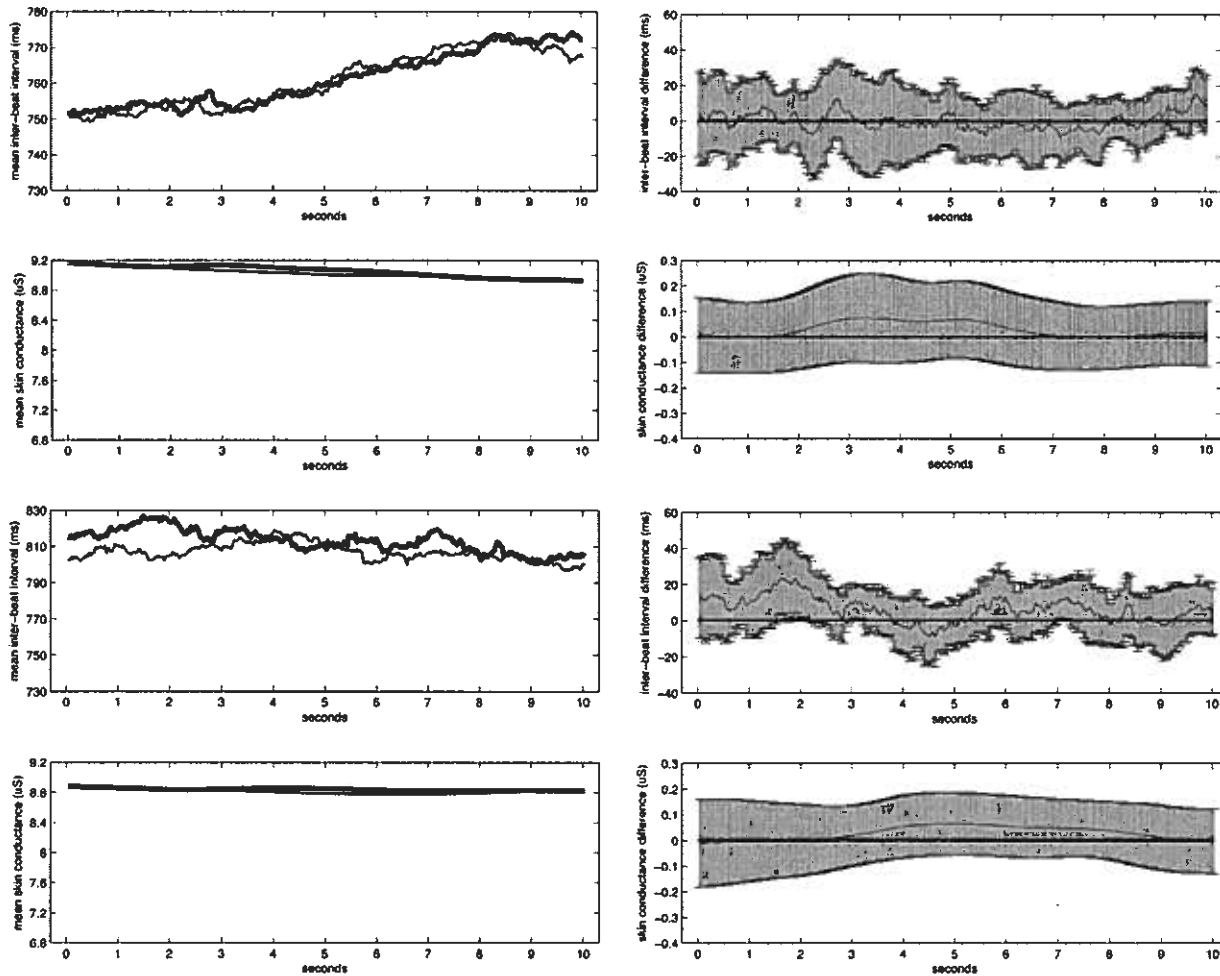 780
770
760
750
740
730
mean inter-beat interval (ms)
0 1 2 3 4 5 6 7 8 9 10
seconds
60
40
20
0
-20
-40
inter-beat interval difference (ms)
0 1 2 3 4 5 6 7 8 9 10
seconds
9.2
8.8
8.4
8
7.6
7.2
6.8
mean skin conductance (uS)
0 1 2 3 4 5 6 7 8 9 10
seconds
0.3
0.2
0.1
0
-0.1
-0.2
-0.3
-0.4
skin conductance difference (uS)
0 1 2 3 4 5 6 7 8 9 10
seconds
830
810
790
770
750
730
mean inter-beat interval (ms)
0 1 2 3 4 5 6 7 8 9 10
seconds
60
40
20
0
-20
-40
inter-beat interval difference (ms)
0 1 2 3 4 5 6 7 8 9 10
seconds
9.2
8.8
8.4
8
7.6
7.2
6.8
mean skin conductance (uS)
0 1 2 3 4 5 6 7 8 9 10
seconds
0.3
0.2
0.1
0
-0.1
-0.2
-0.3
-0.4
skin conductance difference (uS)
0 1 2 3 4 5 6 7 8 9 10
seconds